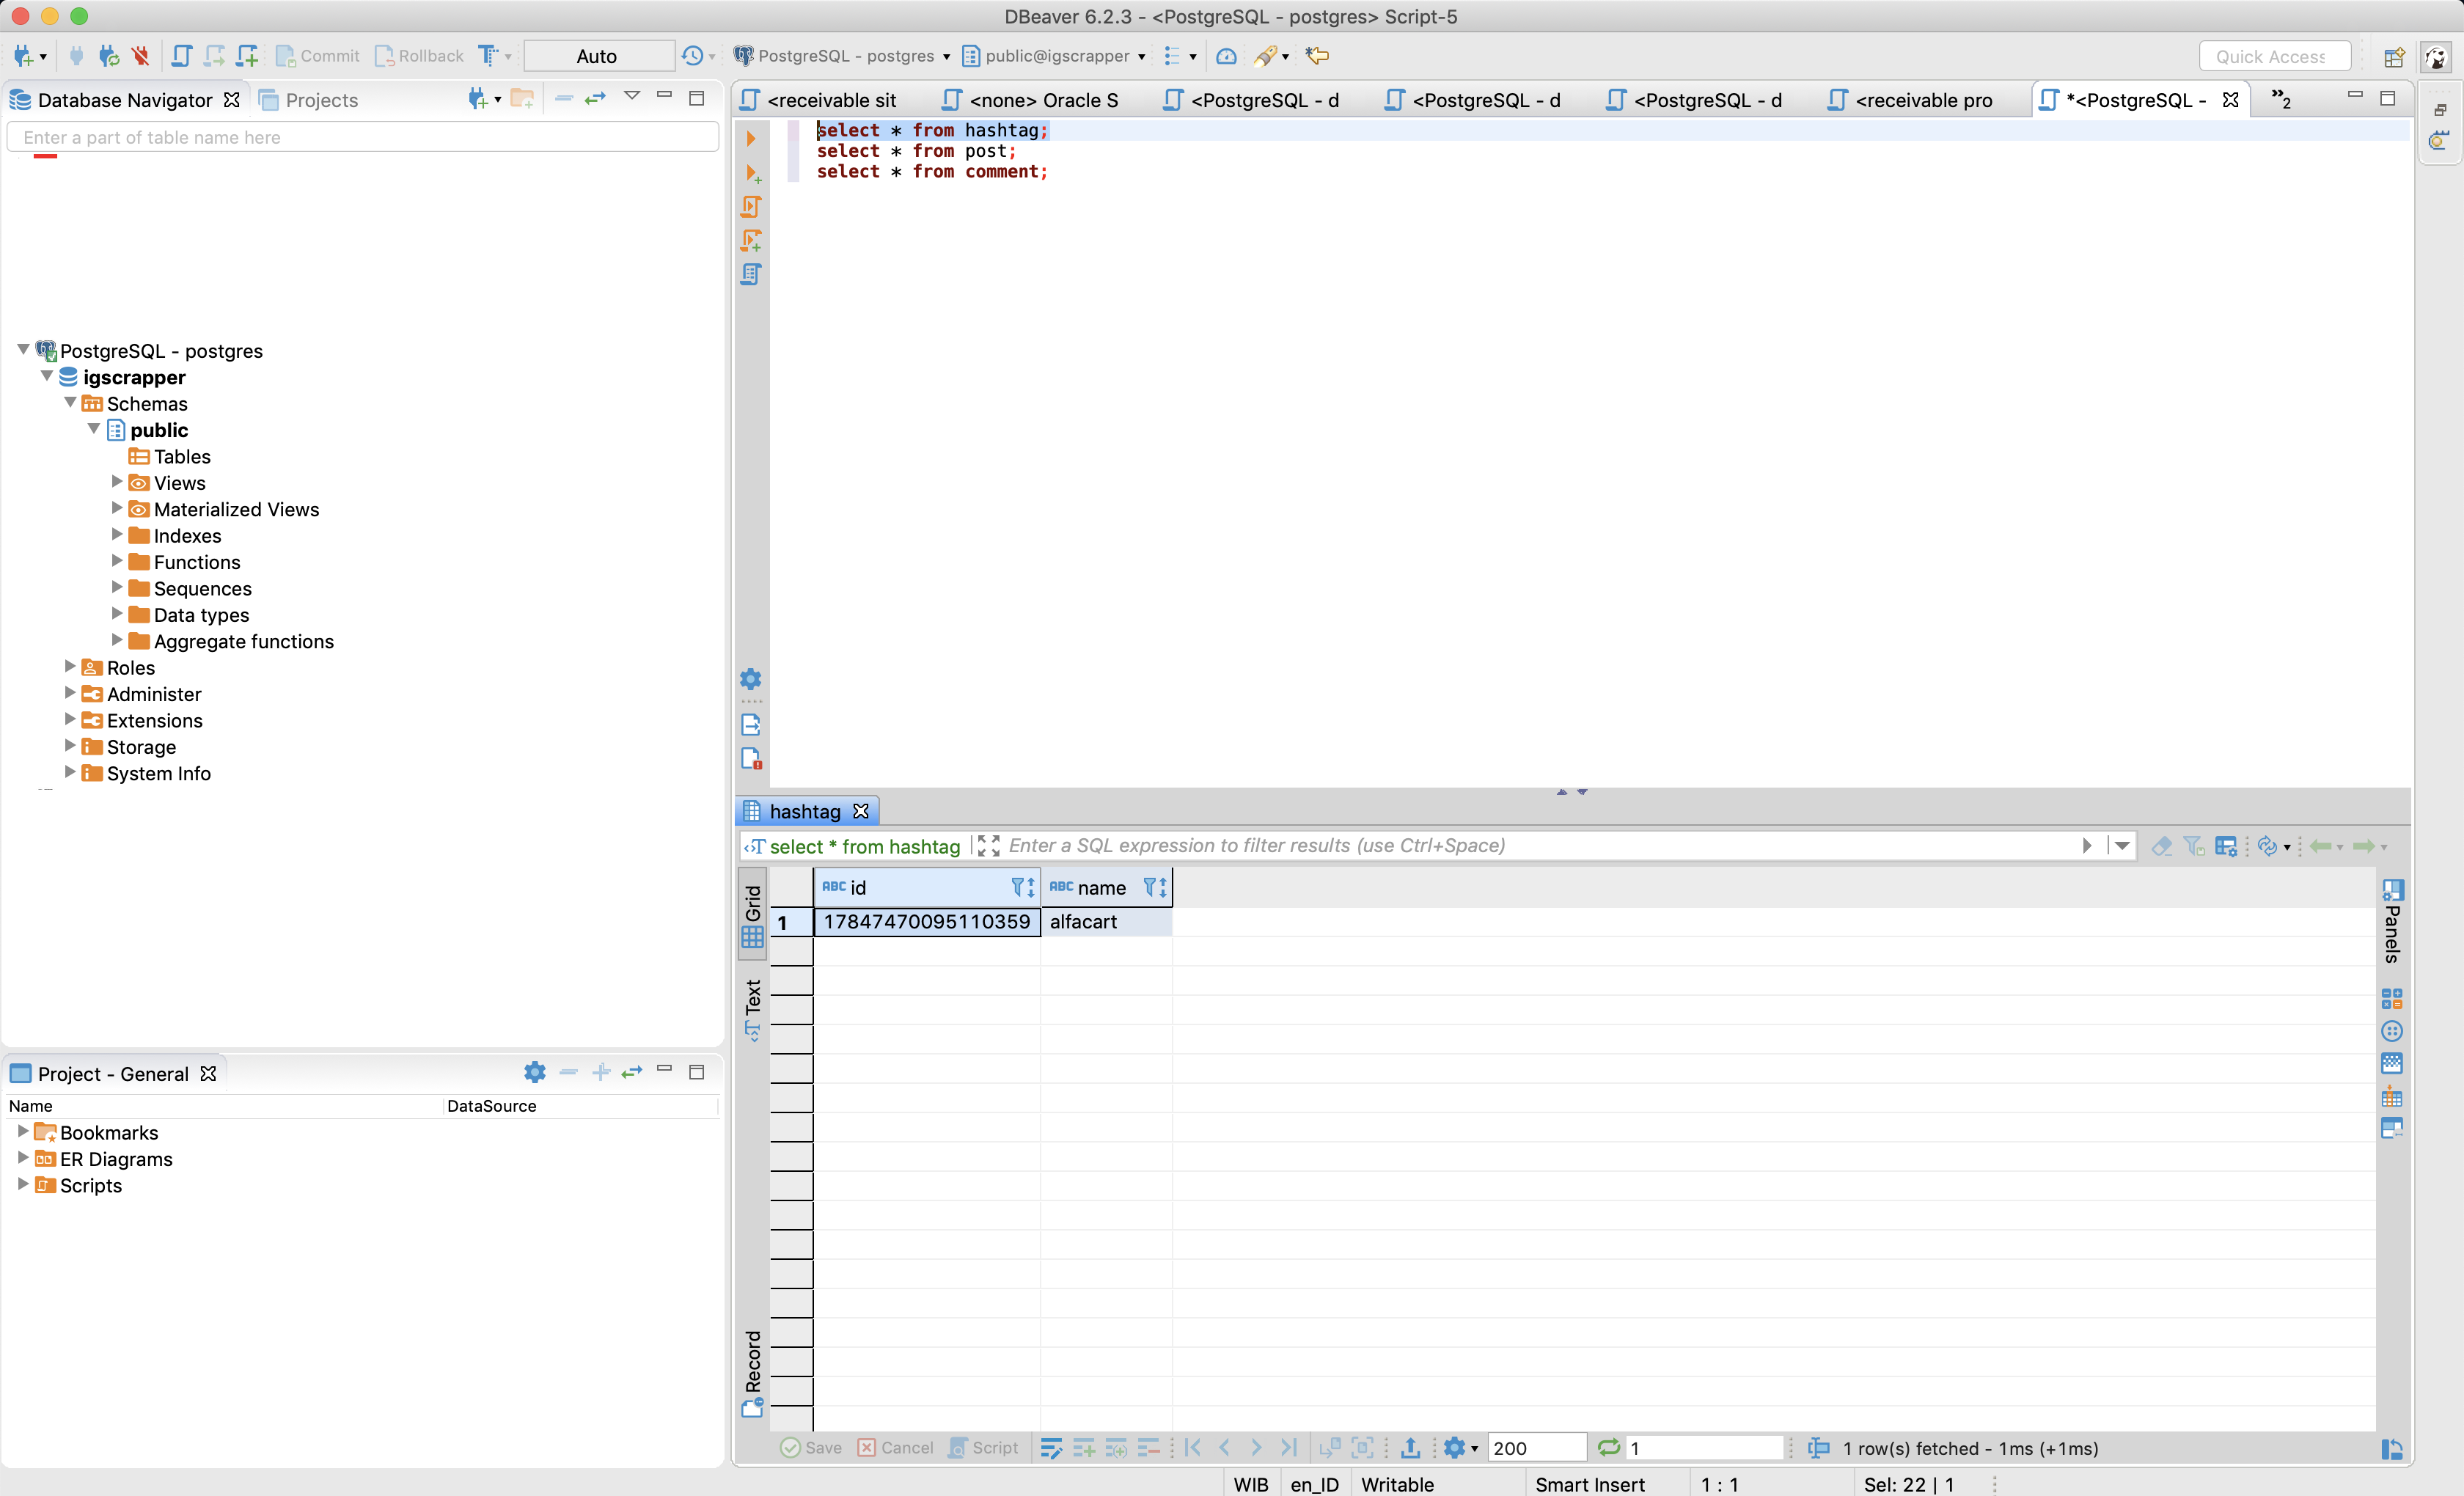 DBeaver 6.2.3 - <PostgreSQL - postgres> Script-5
Commit Rollback Auto PostgreSQL - postgres public@igscrapper Quick Access
Database Navigator Projects
Enter a part of table name here
PostgreSQL - postgres
igscrapper
Schemas
public
Tables
Views
Materialized Views
Indexes
Functions
Sequences
Data types
Aggregate functions
Roles
Administer
Extensions
Storage
System Info
Project - General
Name DataSource
Bookmarks
ER Diagrams
Scripts
<receivable sit <none> Oracle S <PostgreSQL - d <PostgreSQL - d <PostgreSQL - d <receivable pro *<PostgreSQL - »2
select * from hashtag;
select * from post;
select * from comment;
hashtag
select * from hashtag Enter a SQL expression to filter results (use Ctrl+Space)
Grid
Text
Record
ABC id ABC name
1 17847470095110359 alfacart
Panels
Save Cancel Script 200 1 1 row(s) fetched - 1ms (+1ms)
WIB en_ID Writable Smart Insert 1 : 1 Sel: 22 | 1